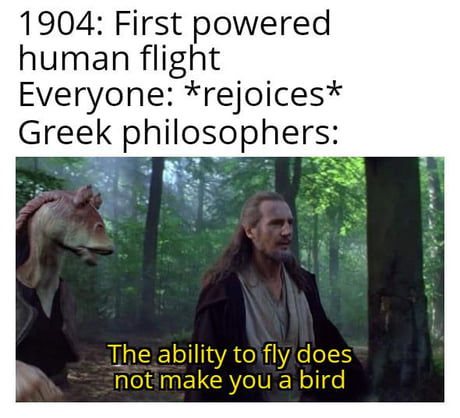 1904: First powered
human flight
Everyone: *rejoices*
Greek philosophers:
The ability to fly does
not make you a bird